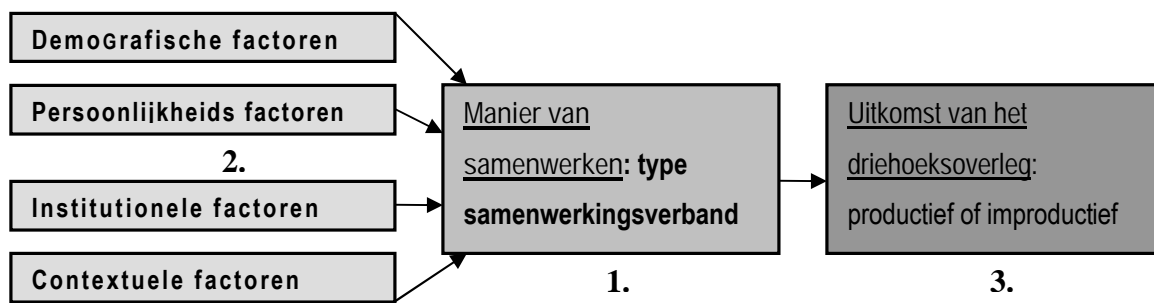 DemoGrafische factoren
Persoonlijkheids factoren
2.
Institutionele factoren
Contextuele factoren
Manier van
samenwerken: type
samenwerkingsverband
1.
Uitkomst van het
driehoeksoverleg:
productief of improductief
3.